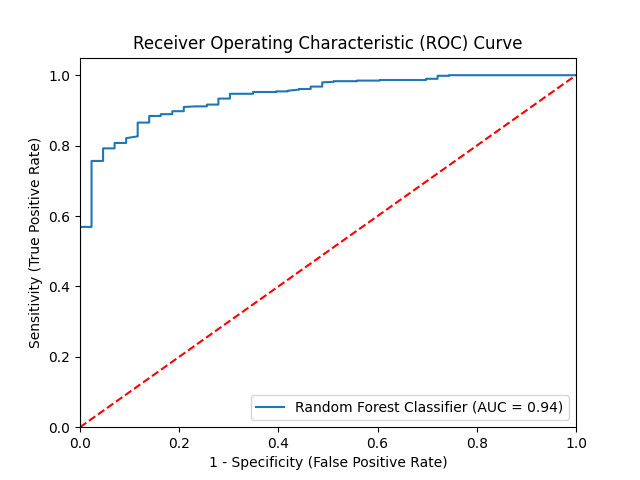 Receiver Operating Characteristic (ROC) Curve
Sensitivity (True Positive Rate)
1.0
0.8
0.6
0.4
0.2
0.0
Random Forest Classifier (AUC = 0.94)
0.0 0.2 0.4 0.6 0.8 1.0
1 - Specificity (False Positive Rate)